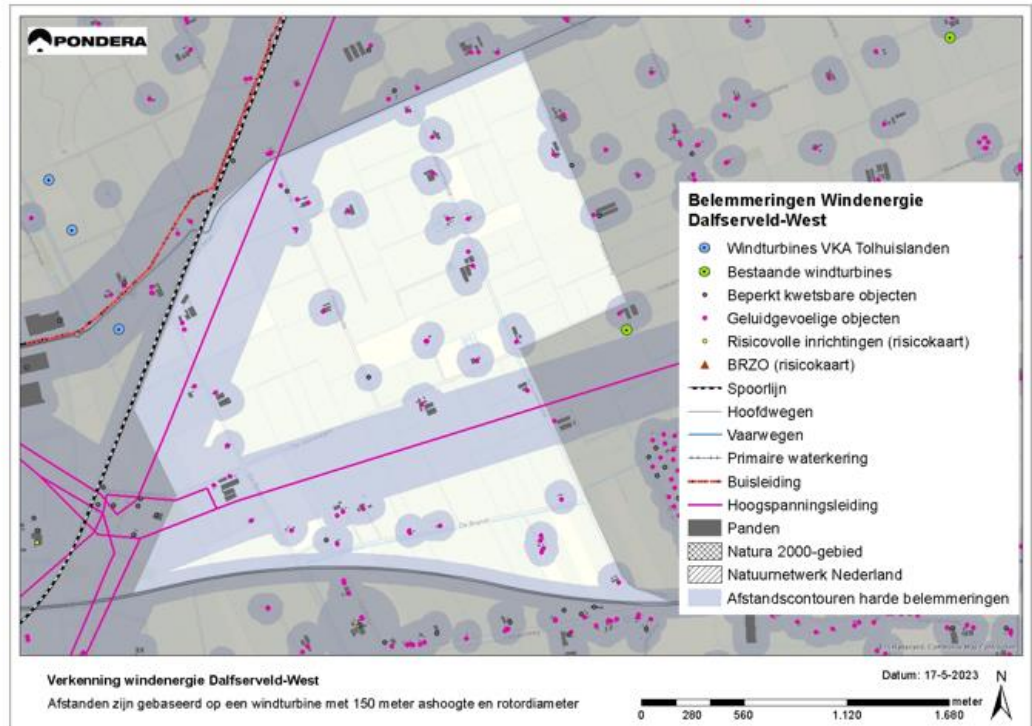 PONDERA
Belemmeringen Windenergie
Dalfserveld-West
Windturbines VKA Tolhuislanden
Bestaande windturbines
Beperkt kwetsbare objecten
Geluidgevoelige objecten
Risicovolle inrichtingen (risicokaart)
BRZO (risicokaart)
Spoorlijn
Hoofdwegen
Vaarwegen
Primaire waterkering
Buisleiding
Hoogspanningsleiding
Panden
Natura 2000-gebied
Natuurnetwerk Nederland
Afstandscontouren harde belemmeringen
Verkenning windenergie Dalfserveld-West
Afstanden zijn gebaseerd op een windturbine met 150 meter ashoogte en rotordiameter
Datum: 17-5-2023
N
meter
0 280 560 1.120 1.680